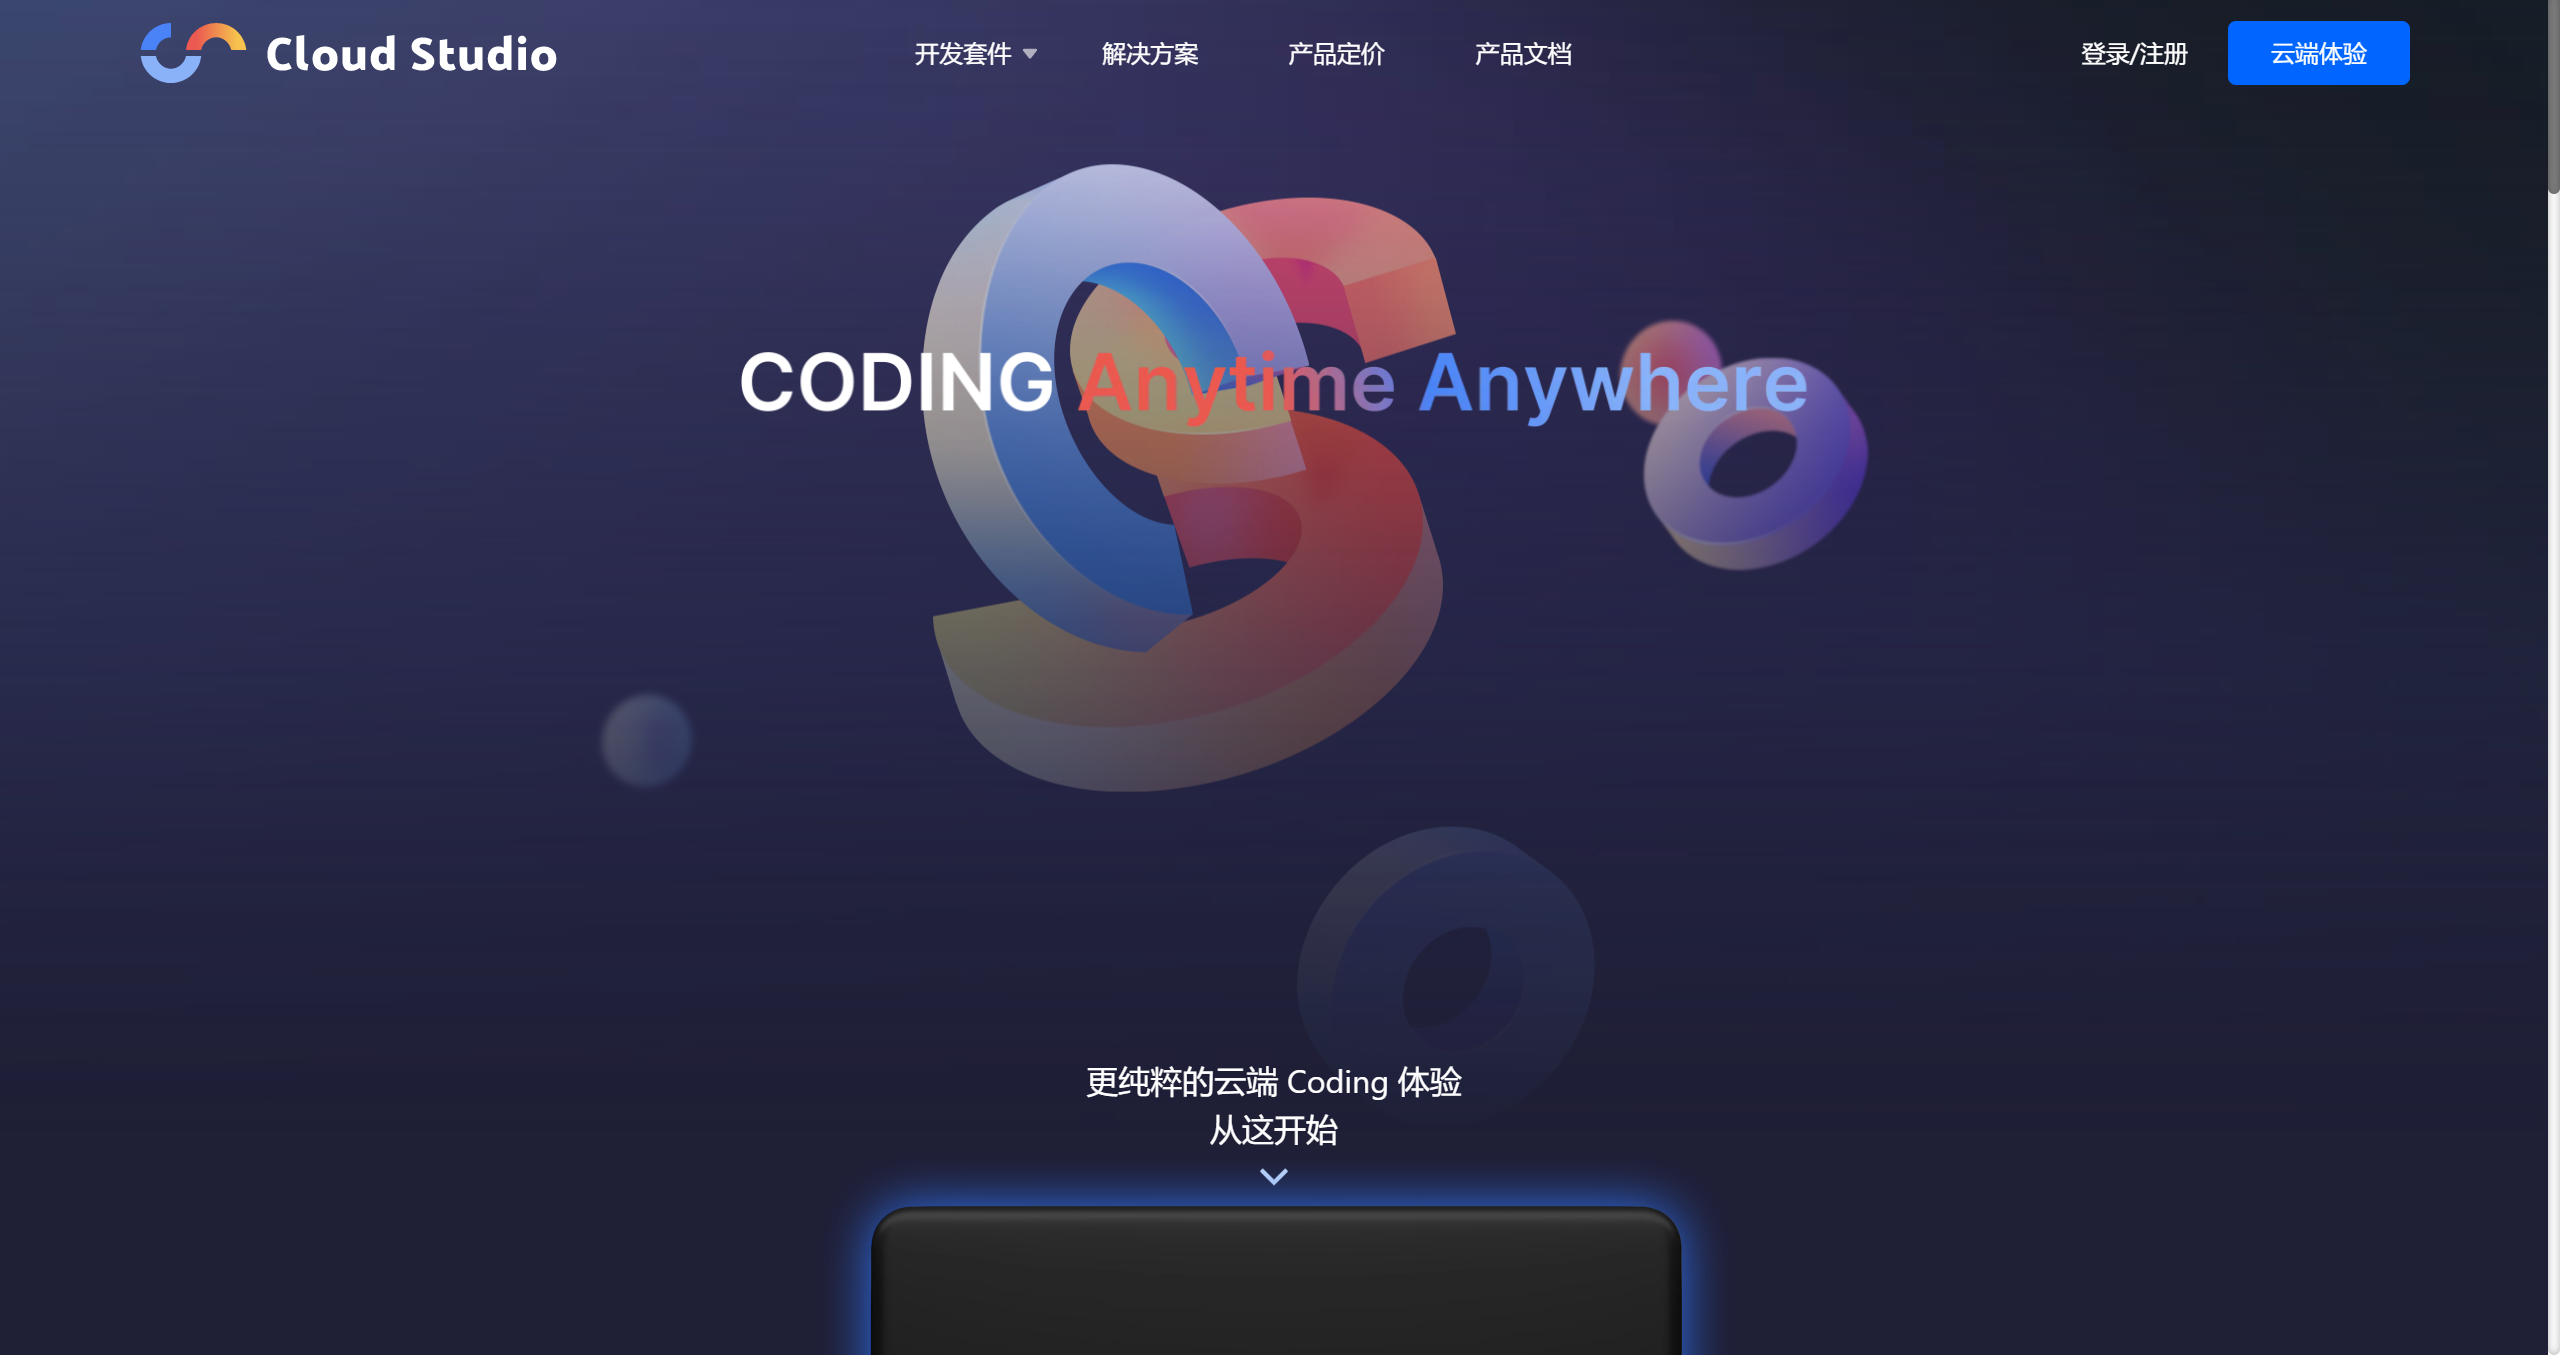 Cloud Studio
开发套件
解决方案
产品定价
产品文档
登录/注册
云端体验
CODING Anytime Anywhere
更纯粹的云端 Coding 体验
从这开始